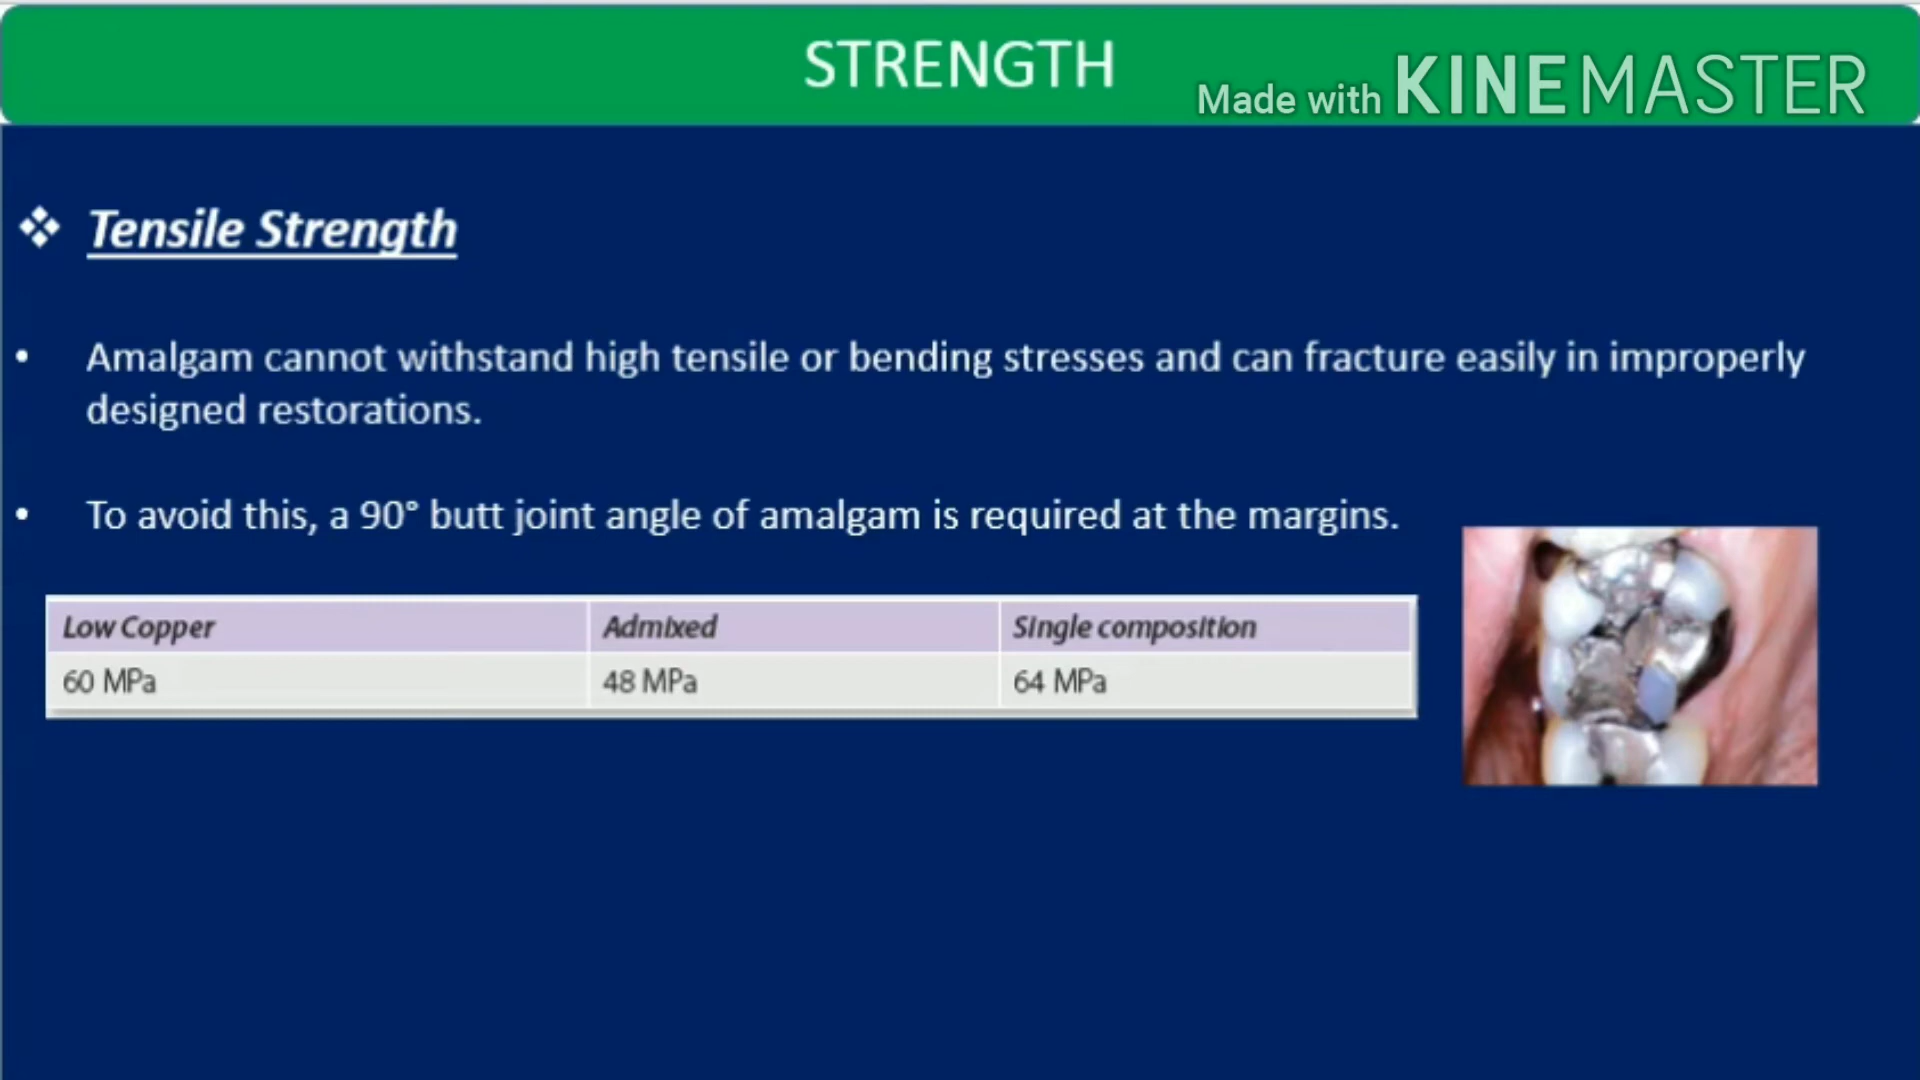 STRENGTH
Made with KINEMASTER
❖ Tensile Strength
• Amalgam cannot withstand high tensile or bending stresses and can fracture easily in improperly
designed restorations.
• To avoid this, a 90° butt joint angle of amalgam is required at the margins.
Low Copper Admixed Single composition
60 MPa 48 MPa 64 MPa